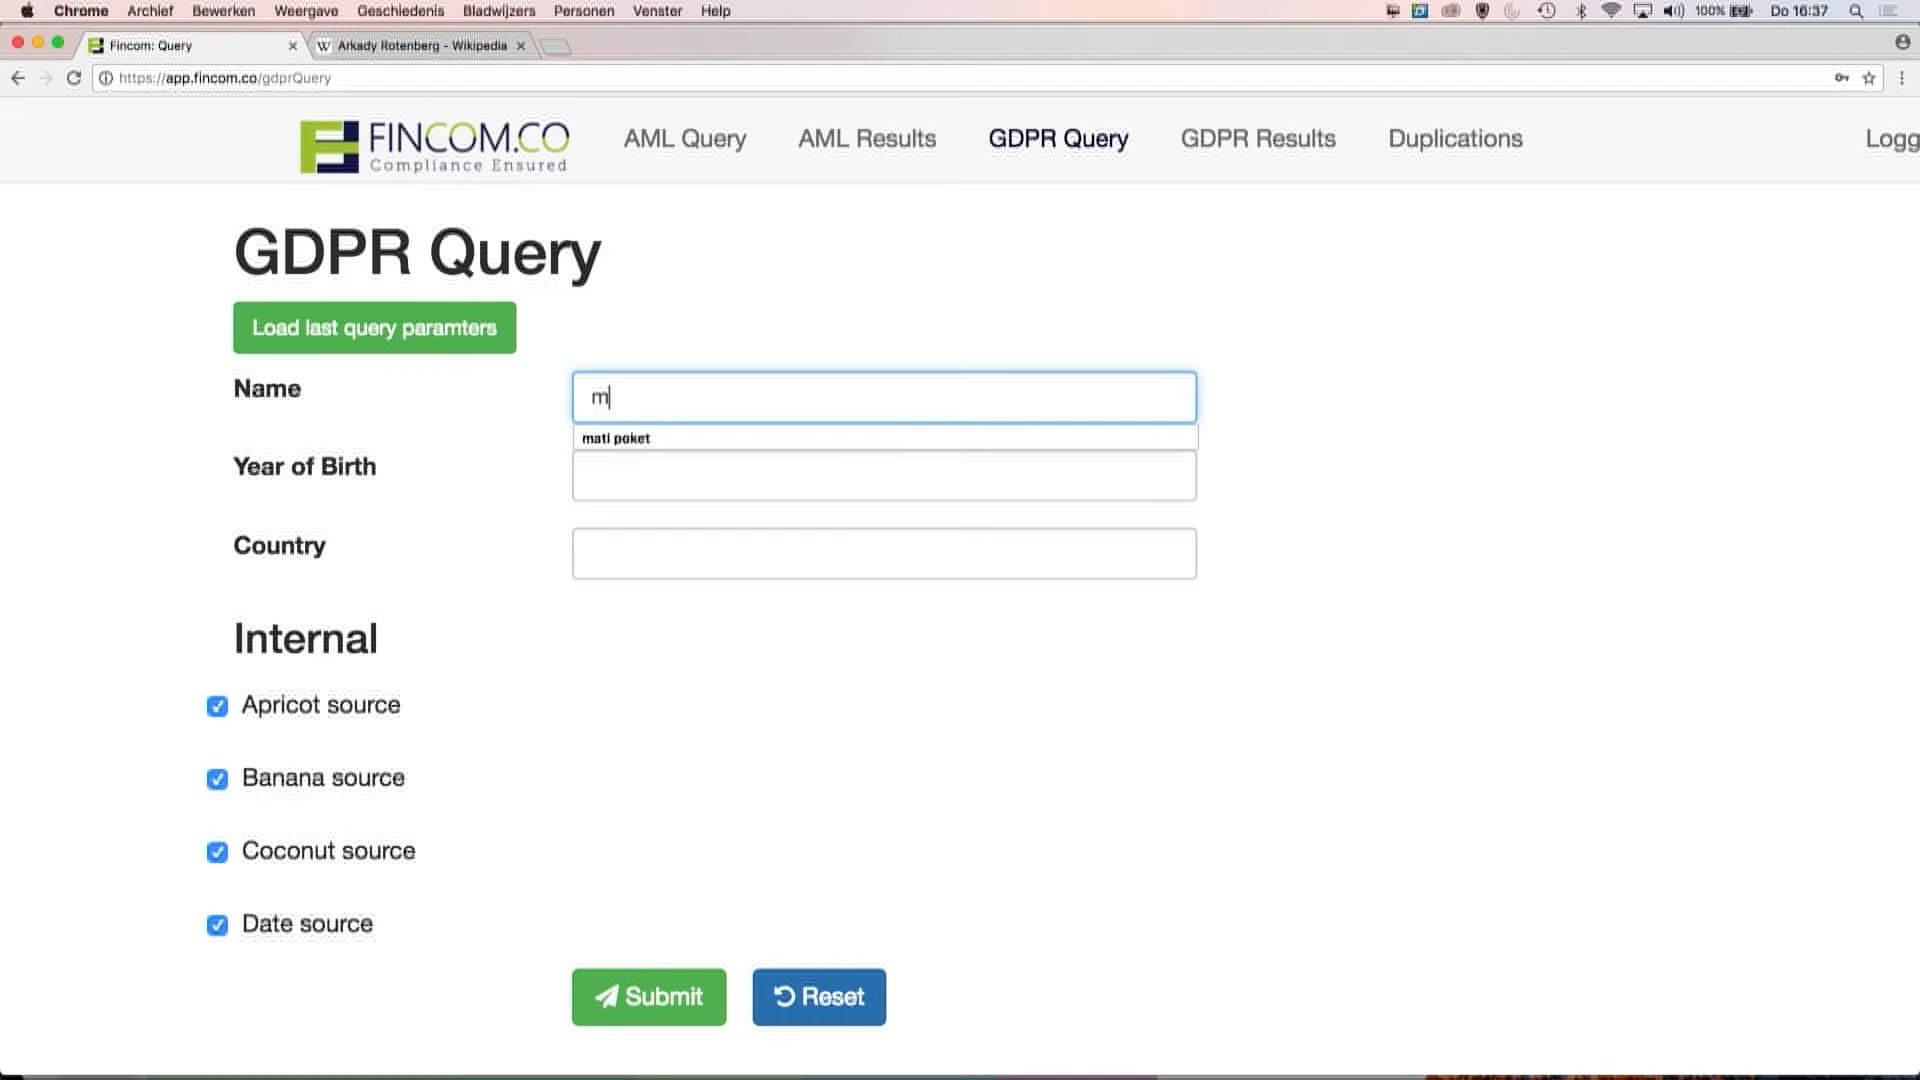 Chrome Archief Bewerken Weergave Geschiedenis Bladwijzers Personen Venster Help 100% Do 16:37
Fincom: Query Arkady Rotenberg - Wikipedia
https://app.fincom.co/gdprQuery
FINCOM.CO
Compliance Ensured
AML Query AML Results GDPR Query GDPR Results Duplications Logg
GDPR Query
Load last query paramters
Name m
mati poket
Year of Birth
Country
Internal
Apricot source
Banana source
Coconut source
Date source
Submit Reset